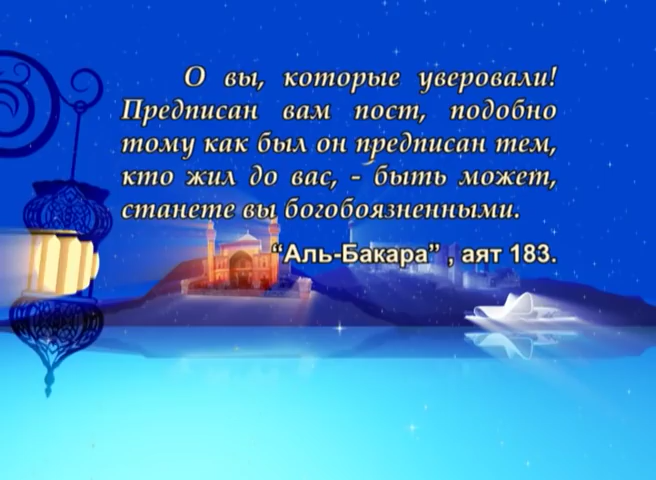 О вы, которые уверовали!
Предписан вам пост, подобно
тому как был он предписан тем,
кто жил до вас, - быть может,
станете вы богобоязненными.
“Аль-Бакара” , аят 183.